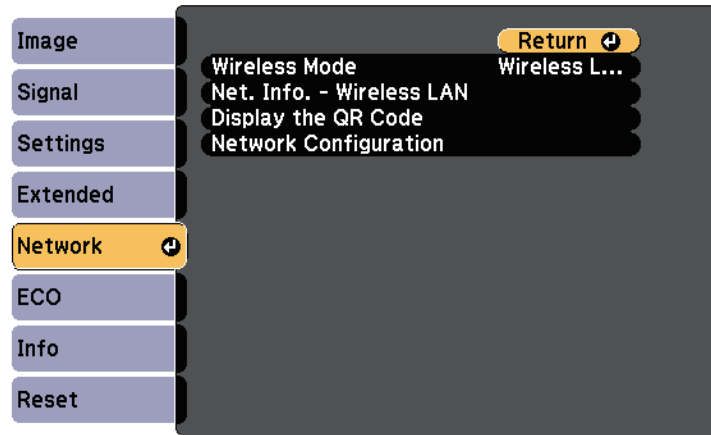 Image
Signal
Settings
Extended
Network
ECO
Info
Reset
Return
Wireless Mode Wireless L...
Net. Info. - Wireless LAN
Display the QR Code
Network Configuration